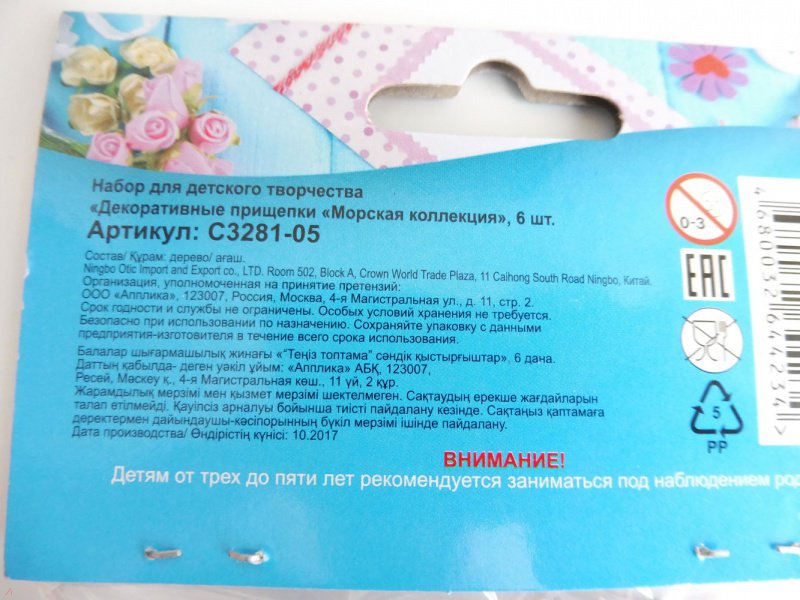 Набор для детского творчества
«Декоративные прищепки «Морская коллекция», 6 шт.
Артикул: С3281-05
Состав/ Құрам: дерево/ ағаш.
Ningbo Otic Import and Export co., LTD. Room 502, Block A, Crown World Trade Plaza, 11 Caihong South Road Ningbo, Китай.
Организация, уполномоченная на принятие претензий:
ООО «Апплика», 123007, Россия, Москва, 4-я Магистральная ул., д. 11, стр. 2.
Срок годности и службы не ограничены. Особых условий хранения не требуется.
Безопасно при использовании по назначению. Сохраняйте упаковку с данными
предприятия-изготовителя в течение всего срока использования.
Балалар шығармашылық жинағы «"Теңіз топтама" сәндік қыстырғыштар», 6 дана.
Даттың қабылда- деген уәкіл ұйым: «Апплика» АБҚ, 123007,
Ресей, Мәскеу қ., 4-я Магистральная көш., 11 үй, 2 құр.
Жарамдылық мерзімі мен қызмет мерзімі шектелмеген. Сақтаудың ерекше жағдайларын
талап етілмейді. Қауіпсіз арналуы бойынша тиісті пайдалану кезінде. Сақтаңыз қаптамаға
деректермен дайындаушы-кәсіпорынның бүкіл мерзімі ішінде пайдалану.
Дата производства/ Өндірістің күнісі: 10.2017
ВНИМАНИЕ!
Детям от трех до пяти лет рекомендуется заниматься под наблюдением род
0-3
EAC
5
PP
4 680032 644234 >